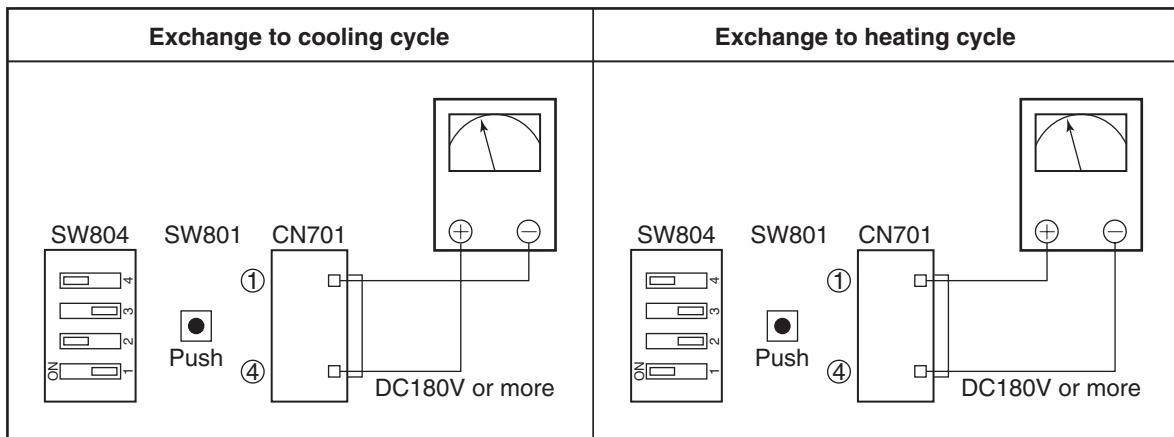 Exchange to cooling cycle
SW804 SW801 CN701
+ −
① 
4
3
2
1
ON
Push
④
DC180V or more
Exchange to heating cycle
SW804 SW801 CN701
+ −
①
4
3
2
1
ON
Push
④
DC180V or more